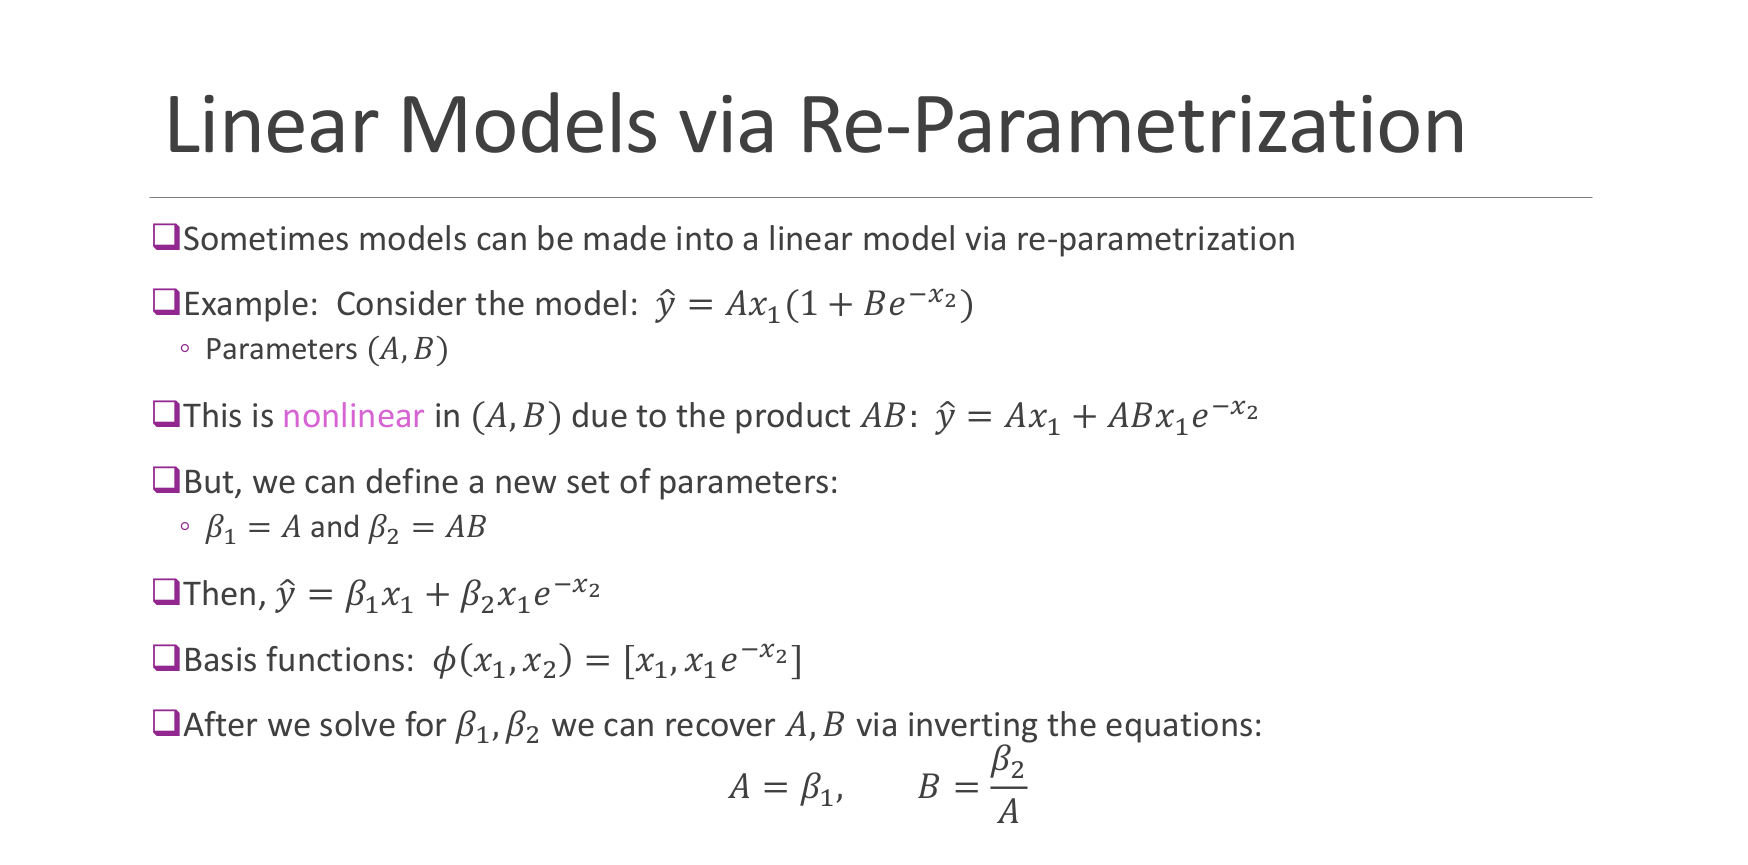 Linear Models via Re-Parametrization
❑Sometimes models can be made into a linear model via re-parametrization
❑Example: Consider the model: ŷ = Ax₁(1 + Be^{−x₂})
◦ Parameters (A, B)
❑This is nonlinear in (A, B) due to the product AB: ŷ = Ax₁ + ABx₁e^{−x₂}
❑But, we can define a new set of parameters:
◦ β₁ = A and β₂ = AB
❑Then, ŷ = β₁x₁ + β₂x₁e^{−x₂}
❑Basis functions: ϕ(x₁, x₂) = [x₁, x₁e^{−x₂}]
❑After we solve for β₁, β₂ we can recover A, B via inverting the equations:
A = β₁, B = β₂/A